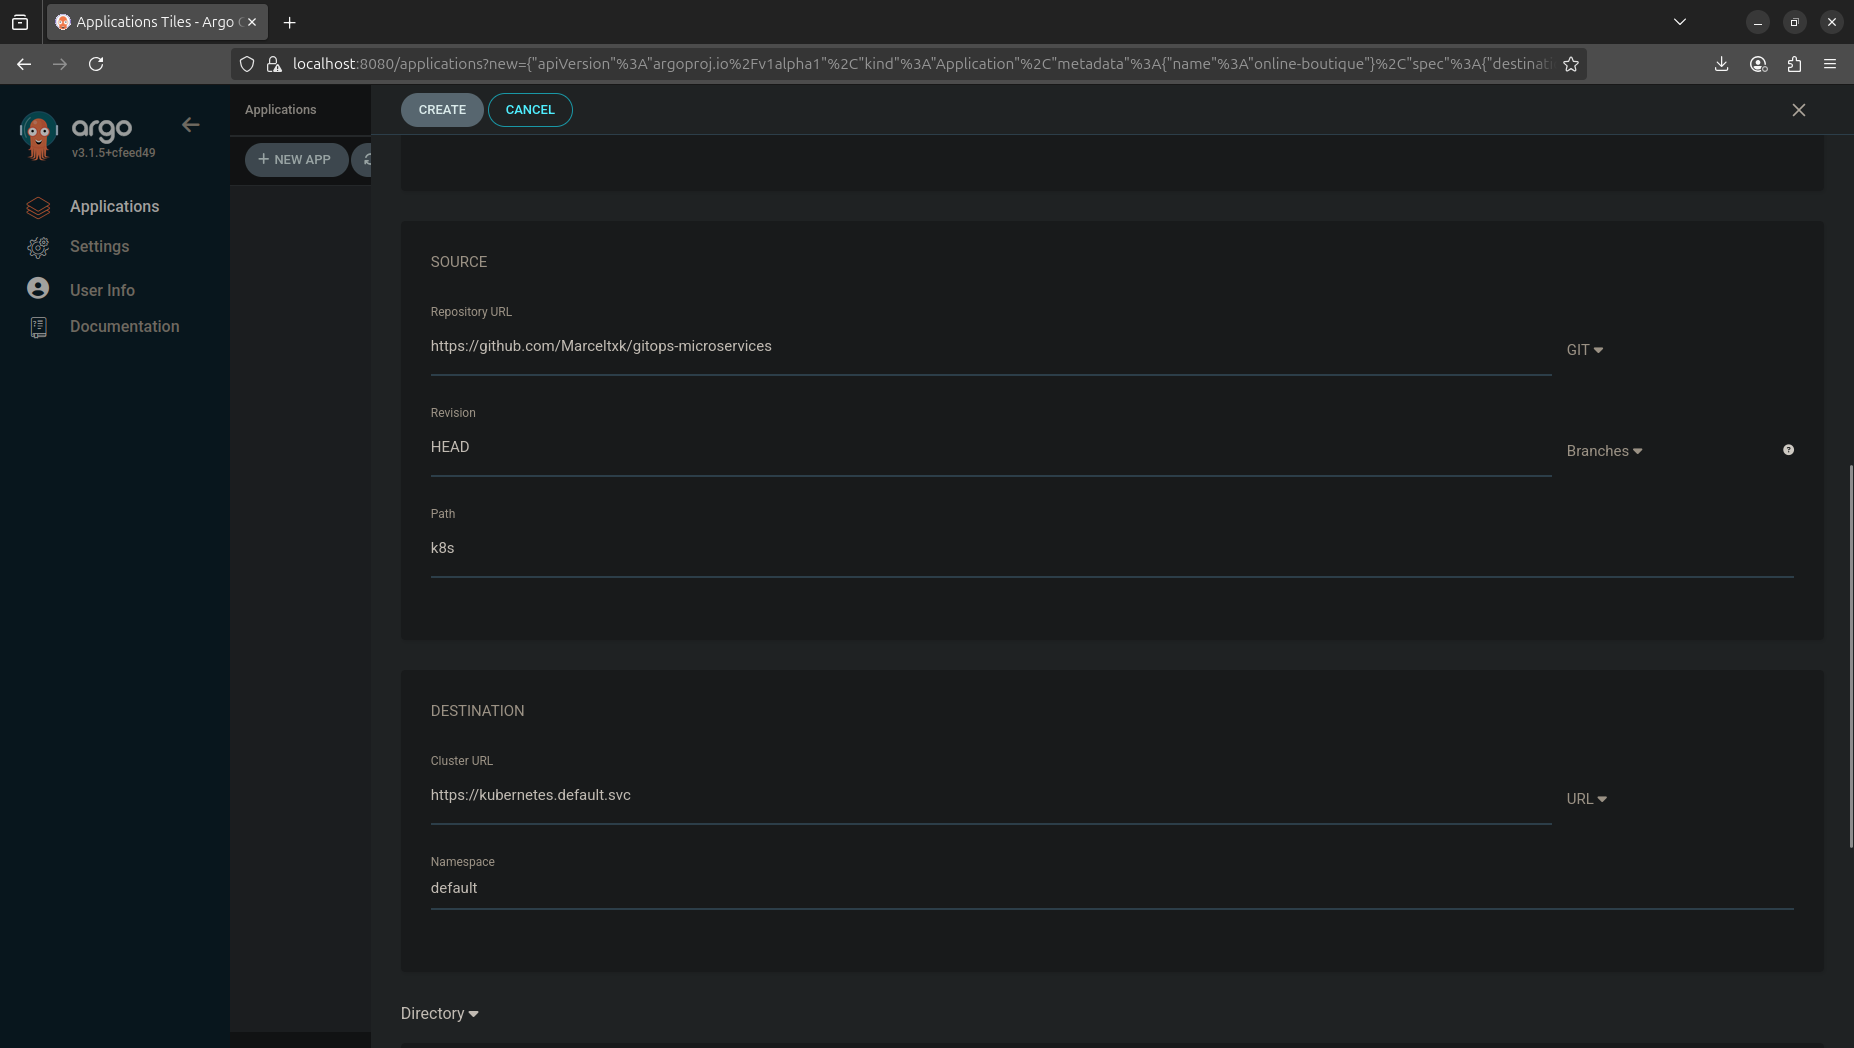 Applications Tiles - Argo
localhost:8080/applications?new={"apiVersion"%3A"argoproj.io%2Fv1alpha1"%2C"kind"%3A"Application"%2C"metadata"%3A{"name"%3A"online-boutique"}%2C"spec"%3A{"destinati
argo
v3.1.5+cfeed49
Applications
Settings
User Info
Documentation
Applications
+ NEW APP
CREATE
CANCEL
SOURCE
Repository URL
https://github.com/Marceltxk/gitops-microservices
GIT
Revision
HEAD
Branches
Path
k8s
DESTINATION
Cluster URL
https://kubernetes.default.svc
URL
Namespace
default
Directory